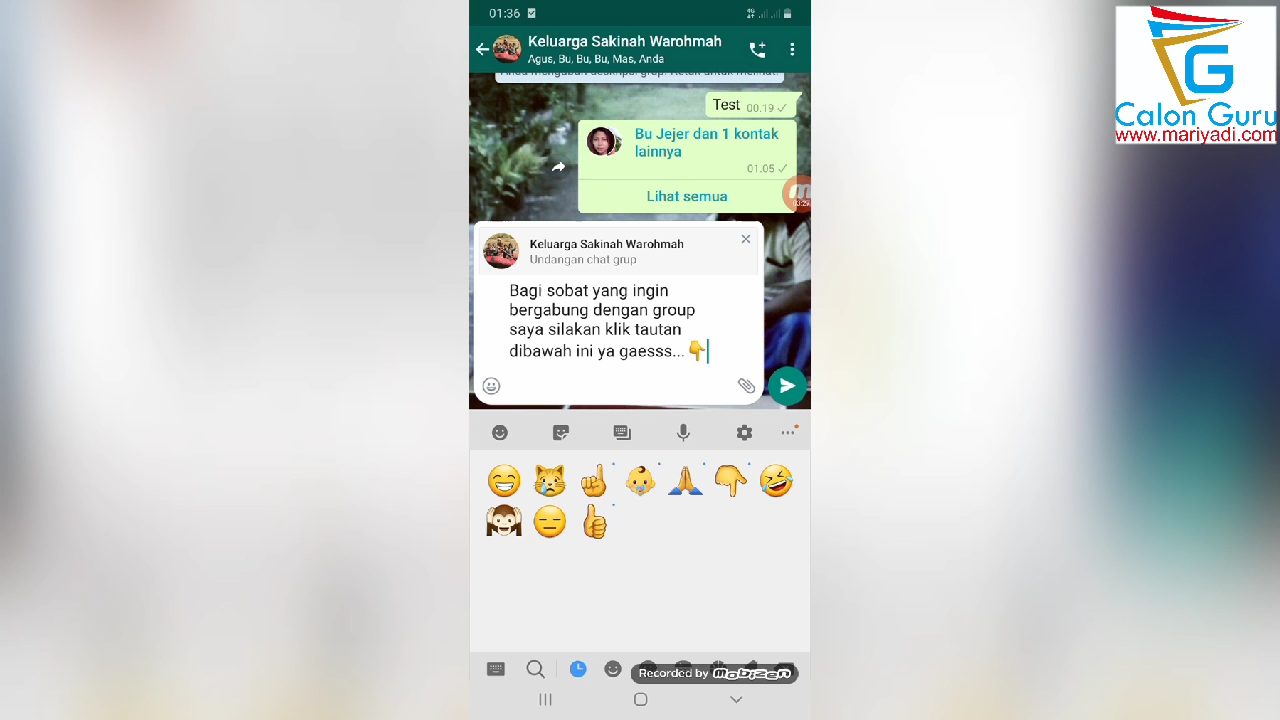 01:36
Keluarga Sakinah Warohmah
Agus, Bu, Bu, Bu, Mas, Anda
Test 00.19
Bu Jejer dan 1 kontak
lainnya
01.05
Lihat semua
03:29
Keluarga Sakinah Warohmah
Undangan chat grup
Bagi sobat yang ingin
bergabung dengan group
saya silakan klik tautan
dibawah ini ya gaesss...👇
Recorded by mobizen
G
Calon Guru
www.mariyadi.com